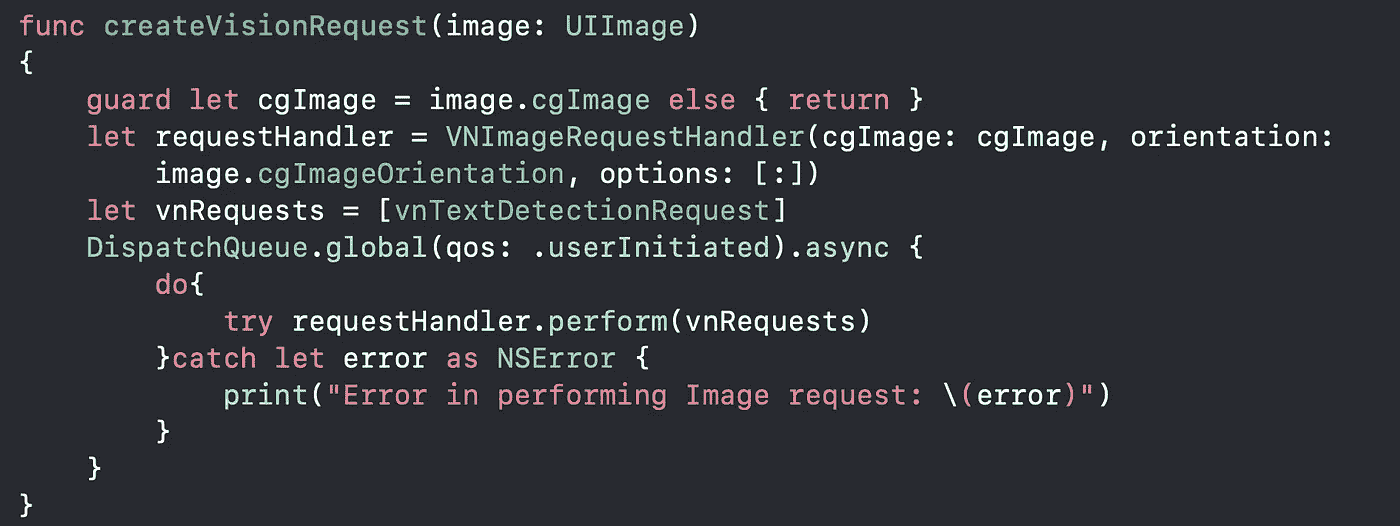 func createVisionRequest(image: UIImage)
{
    guard let cgImage = image.cgImage else { return }
    let requestHandler = VNImageRequestHandler(cgImage: cgImage, orientation:
        image.cgImageOrientation, options: [:])
    let vnRequests = [vnTextDetectionRequest]
    DispatchQueue.global(qos: .userInitiated).async {
        do{
            try requestHandler.perform(vnRequests)
        }catch let error as NSError {
            print("Error in performing Image request: \(error)")
        }
    }
}